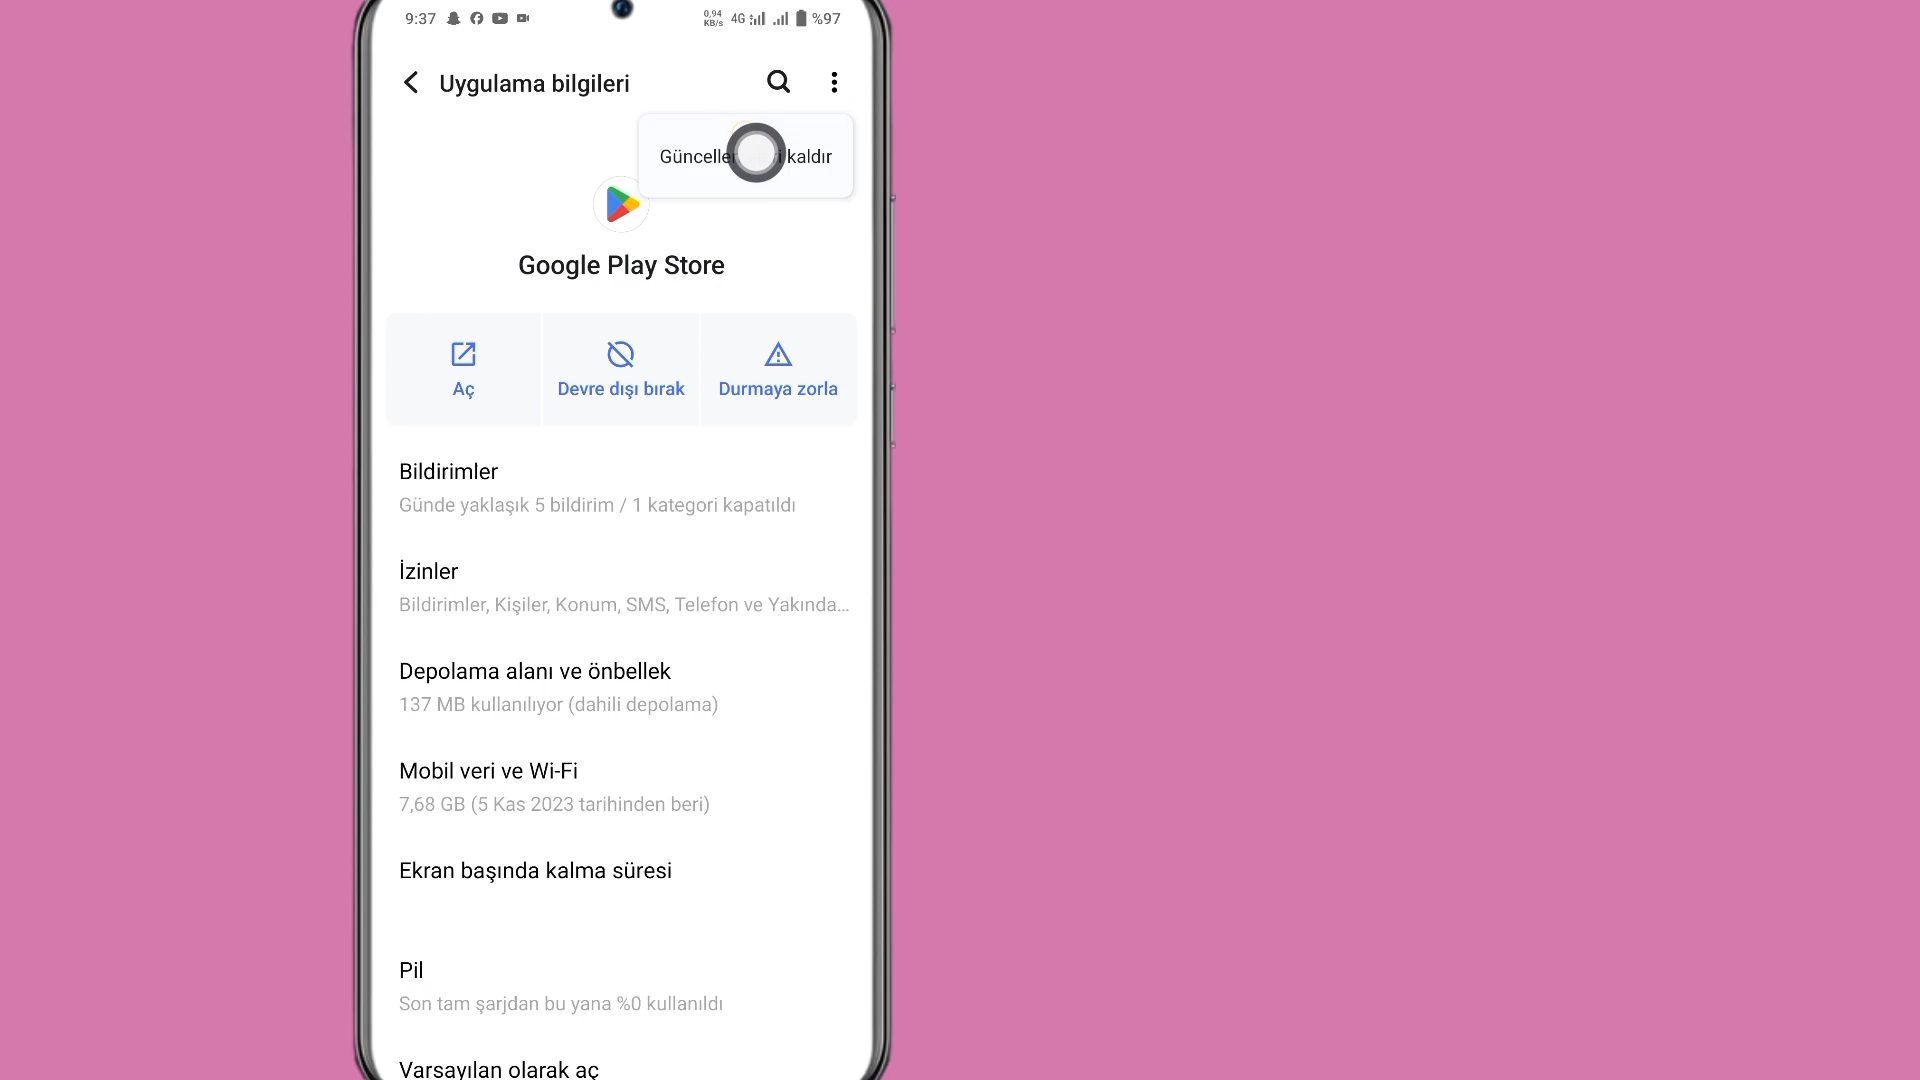 9:37
0,94 KB/s 4G %97
Uygulama bilgileri
kaldır
Google Play Store
Aç
Devre dışı bırak
Durmaya zorla
Bildirimler
Günde yaklaşık 5 bildirim / 1 kategori kapatıldı
İzinler
Bildirimler, Kişiler, Konum, SMS, Telefon ve Yakında...
Depolama alanı ve önbellek
137 MB kullanılıyor (dahili depolama)
Mobil veri ve Wi-Fi
7,68 GB (5 Kas 2023 tarihinden beri)
Ekran başında kalma süresi
Pil
Son tam şarjdan bu yana %0 kullanıldı
Varsayılan olarak aç